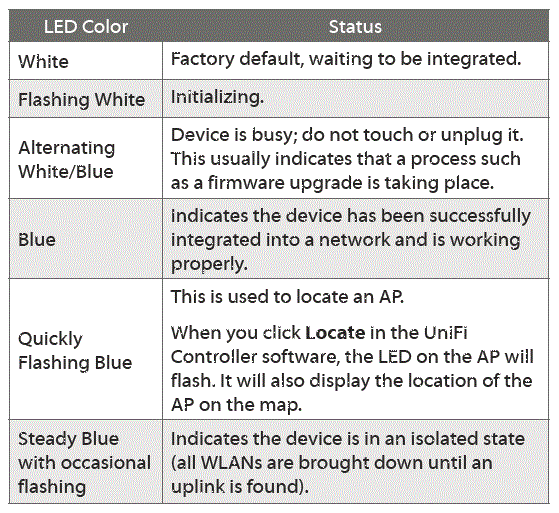 LED Color Status
White Factory default, waiting to be integrated.
Flashing White Initializing.
Alternating White/Blue
Device is busy; do not touch or unplug it.
This usually indicates that a process such
as a firmware upgrade is taking place.
Blue
Indicates the device has been successfully
integrated into a network and is working
properly.
Quickly
Flashing Blue
This is used to locate an AP.
When you click Locate in the UniFi
Controller software, the LED on the AP will
flash. It will also display the location of the
AP on the map.
Steady Blue
with occasional
flashing
Indicates the device is in an isolated state
(all WLANs are brought down until an
uplink is found).